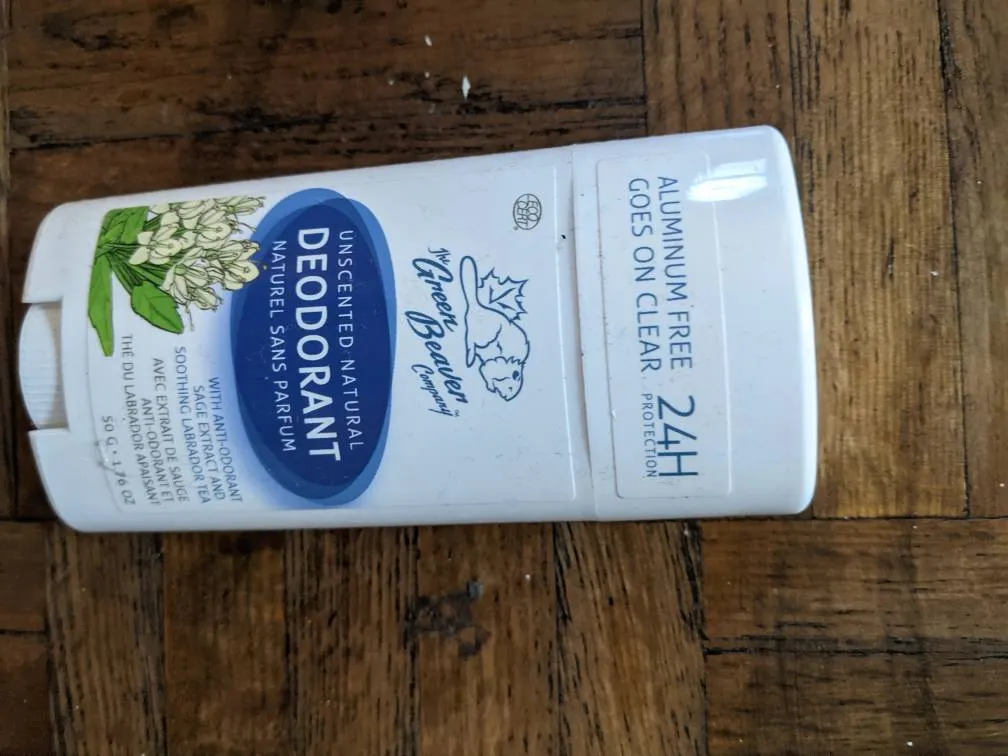 ALUMINUM FREE
GOES ON CLEAR
24H
PROTECTION
ECO
CERT
The
Green
Beaver
Company
UNSCENTED NATURAL
DEODORANT
NATUREL SANS PARFUM
WITH ANTI-ODORANT
SAGE EXTRACT AND
SOOTHING LABRADOR TEA
AVEC EXTRAIT DE SAUGE
ANTI-ODORANT ET
THÉ DU LABRADOR APAISANT
50 G • 1.76 OZ